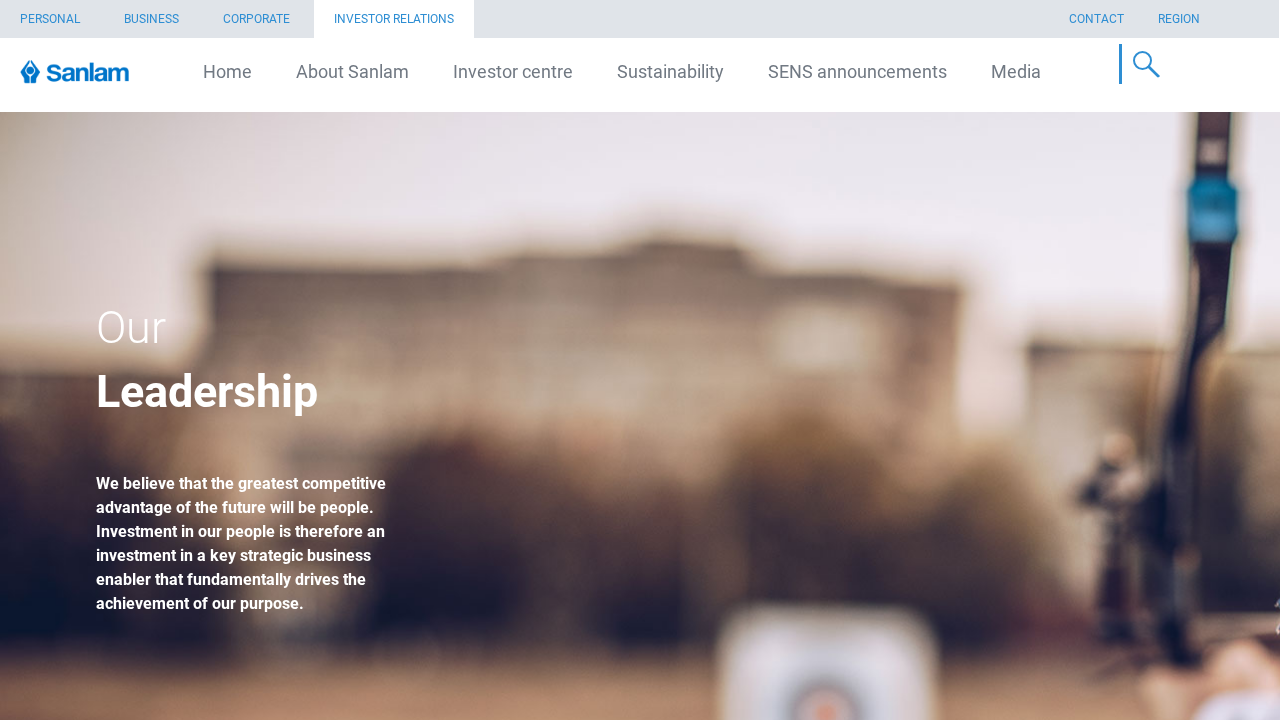 PERSONAL BUSINESS CORPORATE INVESTOR RELATIONS CONTACT REGION
Sanlam Home About Sanlam Investor centre Sustainability SENS announcements Media
Our
Leadership
We believe that the greatest competitive
advantage of the future will be people.
Investment in our people is therefore an
investment in a key strategic business
enabler that fundamentally drives the
achievement of our purpose.